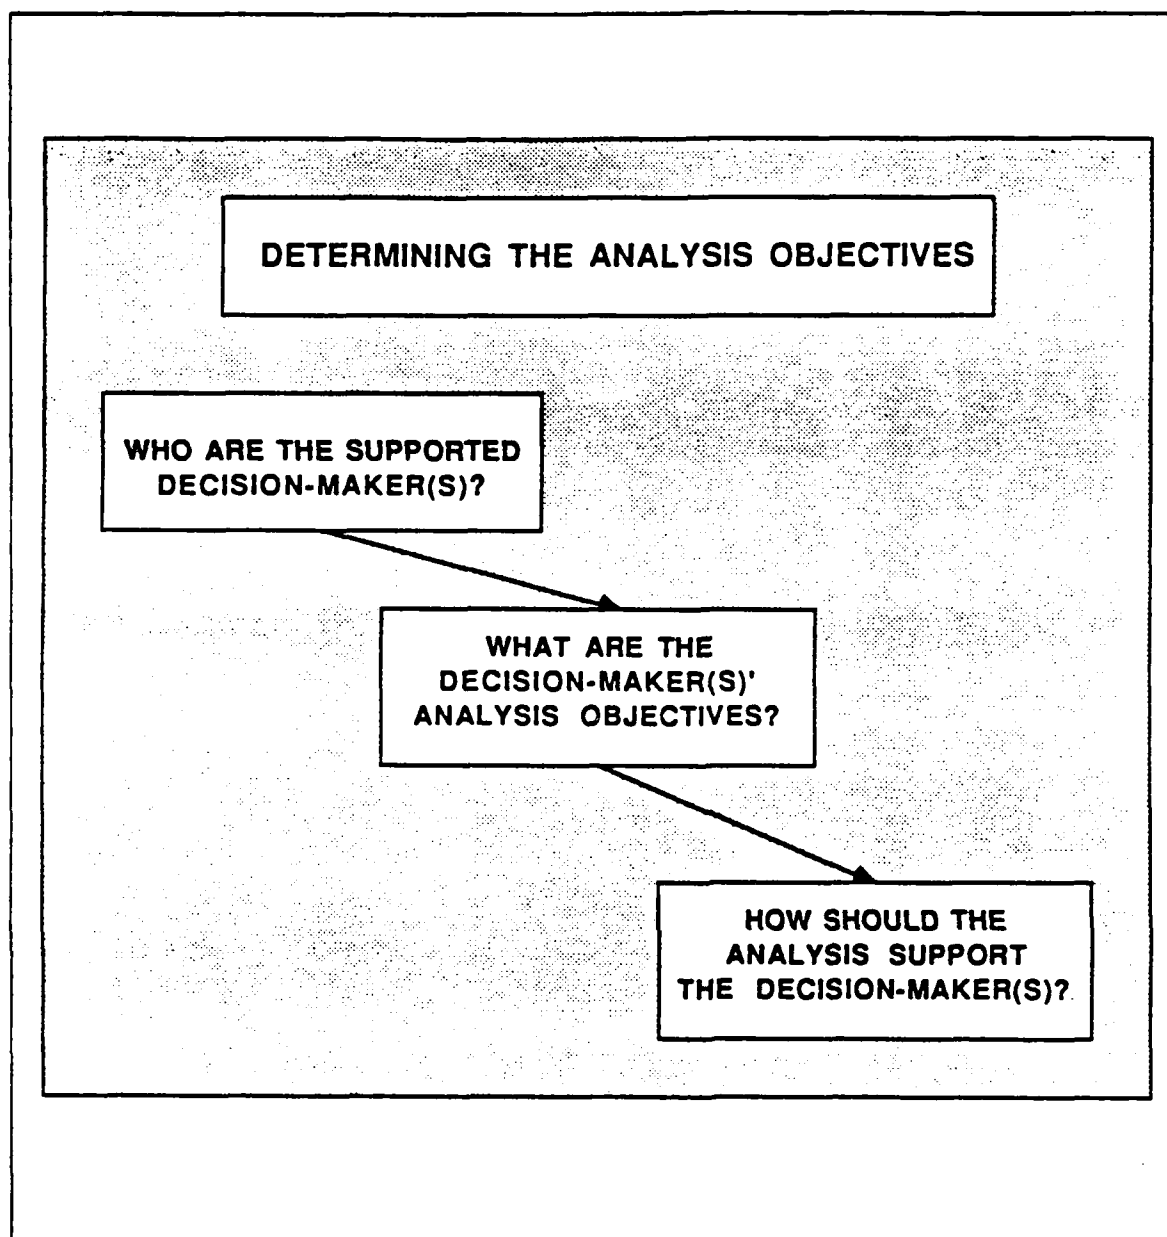 DETERMINING THE ANALYSIS OBJECTIVES
WHO ARE THE SUPPORTED
DECISION-MAKER(S)?
WHAT ARE THE
DECISION-MAKER(S)'
ANALYSIS OBJECTIVES?
HOW SHOULD THE
ANALYSIS SUPPORT
THE DECISION-MAKER(S)?